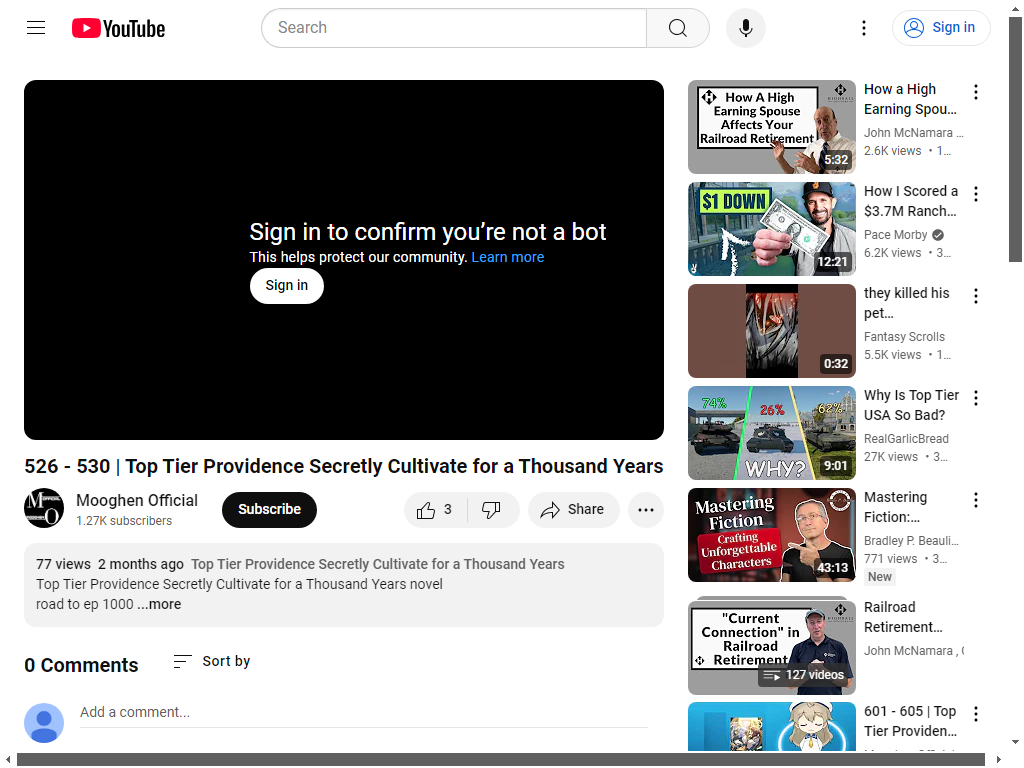 YouTube
Search
Sign in
Sign in to confirm you’re not a bot
This helps protect our community. Learn more
Sign in
526 - 530 | Top Tier Providence Secretly Cultivate for a Thousand Years
Mooghen Official
1.27K subscribers
Subscribe
3
Share
77 views 2 months ago Top Tier Providence Secretly Cultivate for a Thousand Years
Top Tier Providence Secretly Cultivate for a Thousand Years novel
road to ep 1000 ...more
0 Comments
Sort by
Add a comment...
How A High
Earning Spouse
Affects Your
Railroad Retirement
5:32
How a High
Earning Spou...
John McNamara ...
2.6K views • 1...
$1 DOWN
12:21
How I Scored a
$3.7M Ranch...
Pace Morby
6.2K views • 3...
0:32
they killed his
pet...
Fantasy Scrolls
5.5K views • 1...
74%
26%
62%
WHY?
9:01
Why Is Top Tier
USA So Bad?
RealGarlicBread
27K views • 3...
Mastering
Fiction:
Crafting
Unforgettable
Characters
43:13
Mastering
Fiction:...
Bradley P. Beauli...
771 views • 3...
New
"Current
Connection" in
Railroad
Retirement
127 videos
Railroad
Retirement...
John McNamara ,
601 - 605 | Top
Tier Providen...